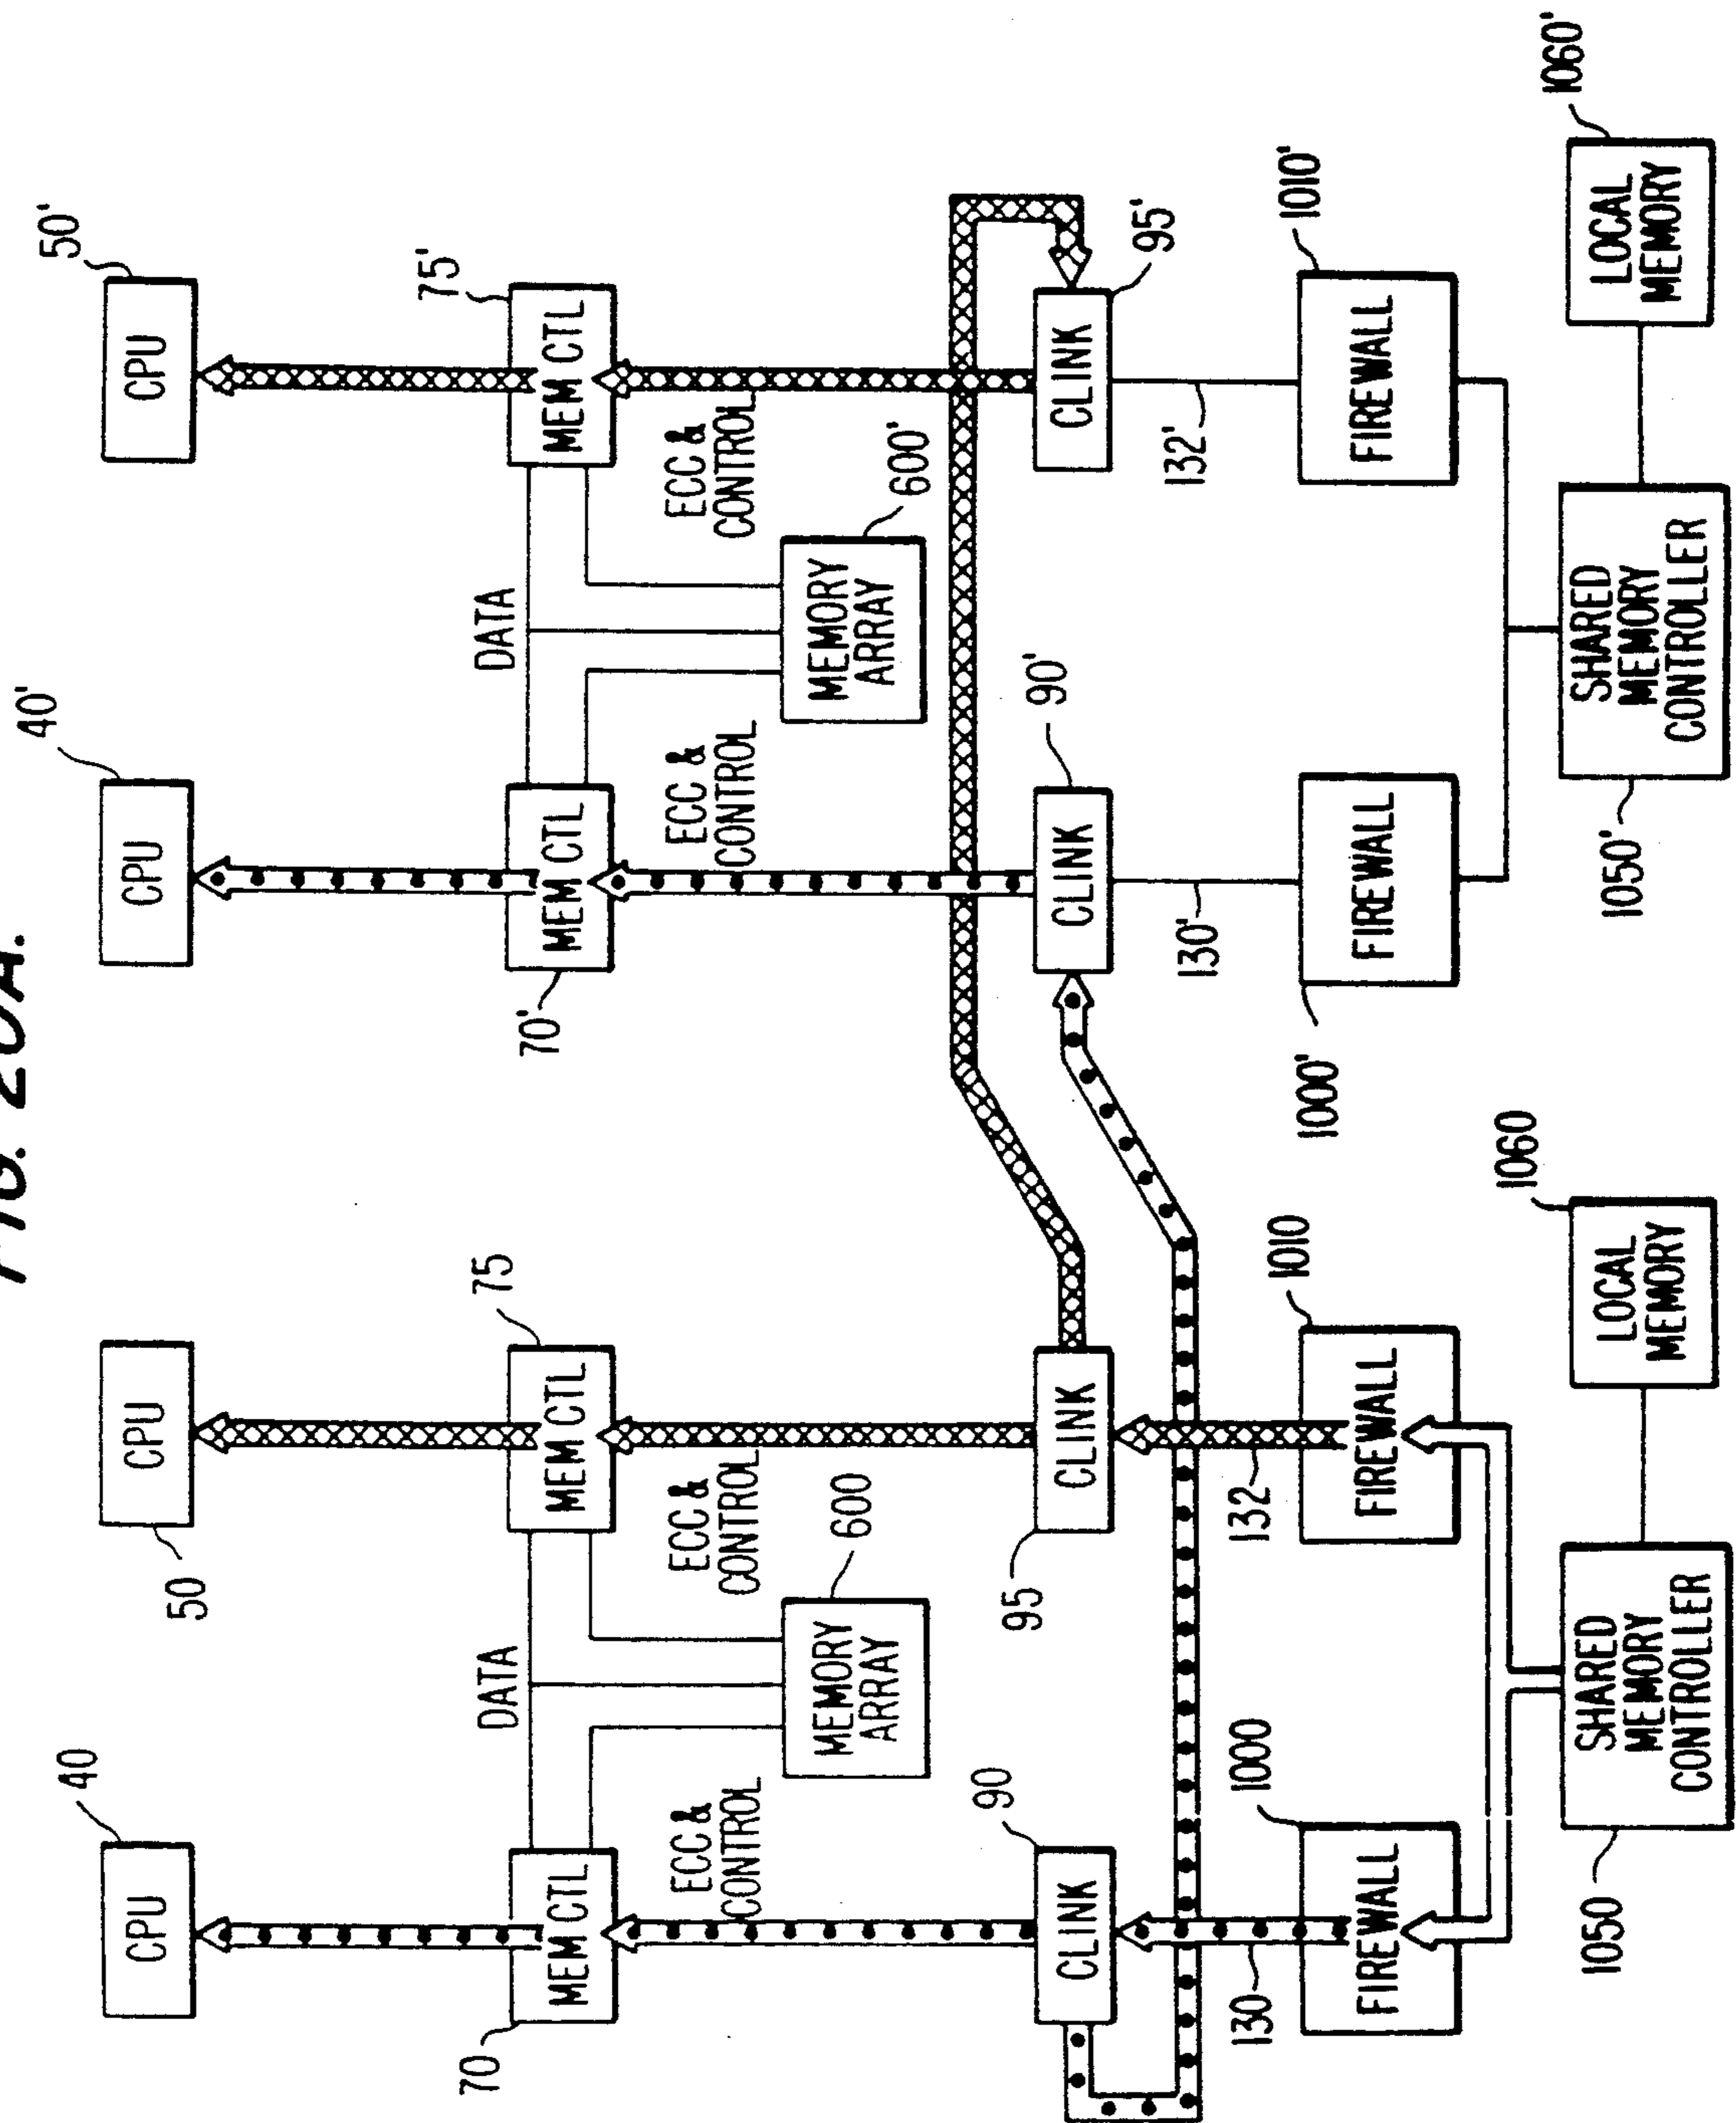 FIG. 20A.
40
CPU
50
CPU
40'
CPU
50'
CPU
70
MEM CTL
75
MEM CTL
70'
MEM CTL
75'
MEM CTL
DATA
DATA
ECC &
CONTROL
ECC &
CONTROL
ECC &
CONTROL
ECC &
CONTROL
600
MEMORY
ARRAY
600'
MEMORY
ARRAY
90
CLINK
95
CLINK
90'
CLINK
95'
CLINK
130
132
130'
132'
1000
FIREWALL
1010
FIREWALL
1000'
FIREWALL
1010'
FIREWALL
1050
SHARED
MEMORY
CONTROLLER
1060
LOCAL
MEMORY
1050'
SHARED
MEMORY
CONTROLLER
1060'
LOCAL
MEMORY